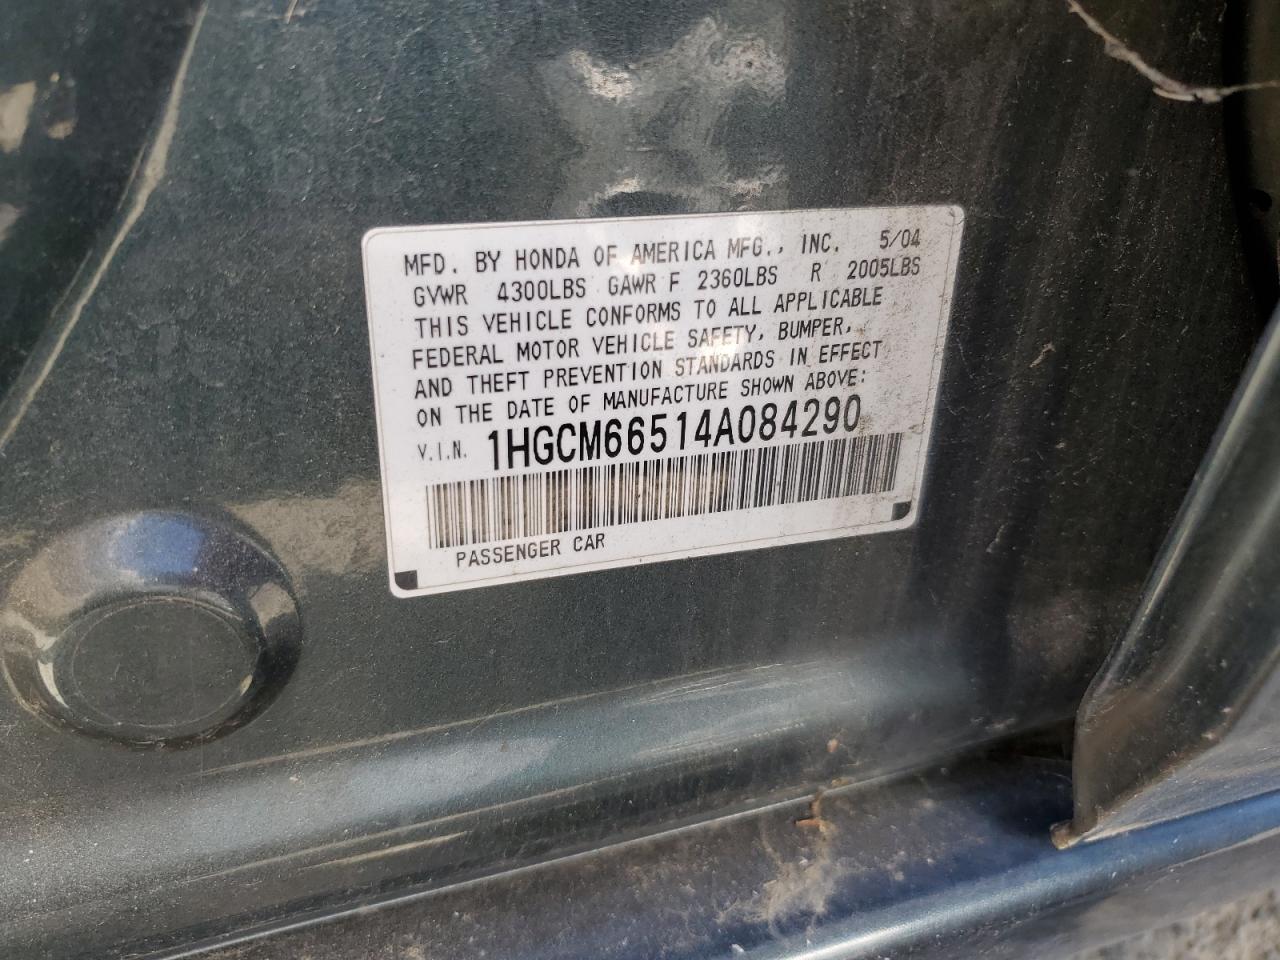 MFD. BY HONDA OF AMERICA MFG., INC. 5/04
GVWR 4300LBS GAWR F 2360LBS R 2005LBS
THIS VEHICLE CONFORMS TO ALL APPLICABLE
FEDERAL MOTOR VEHICLE SAFETY, BUMPER,
AND THEFT PREVENTION STANDARDS IN EFFECT
ON THE DATE OF MANUFACTURE SHOWN ABOVE:
V.I.N. 1HGCM66514A084290
PASSENGER CAR